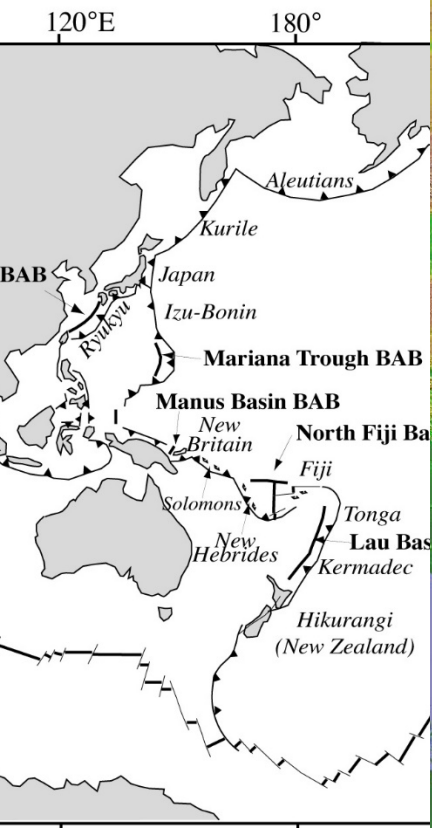 120°E
180°
Aleutians
Kurile
BAB
Japan
Izu-Bonin
Ryukyu
Mariana Trough BAB
Manus Basin BAB
New
Britain
North Fiji Ba
Fiji
Solomons
Tonga
New
Hebrides
Lau Bas
Kermadec
Hikurangi
(New Zealand)